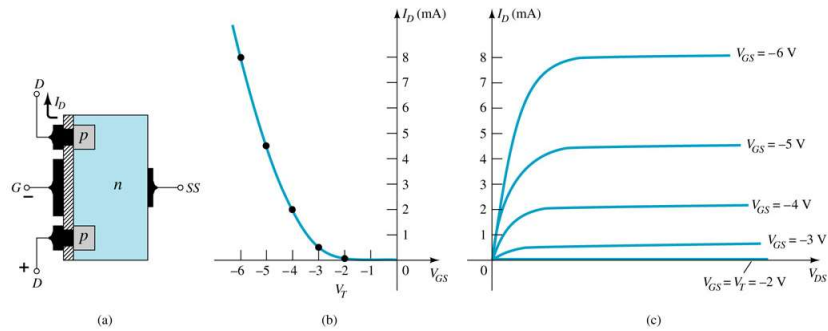 D
I_D
p
n
G
–
SS
p
+
D
(a)
I_D (mA)
8
7
6
5
4
3
2
1
0
–6 –5 –4 –3 –2 –1
V_T
V_GS
(b)
I_D (mA)
8
7
6
5
4
3
2
1
0
V_GS = –6 V
V_GS = –5 V
V_GS = –4 V
V_GS = –3 V
V_GS = V_T = –2 V
V_DS
(c)